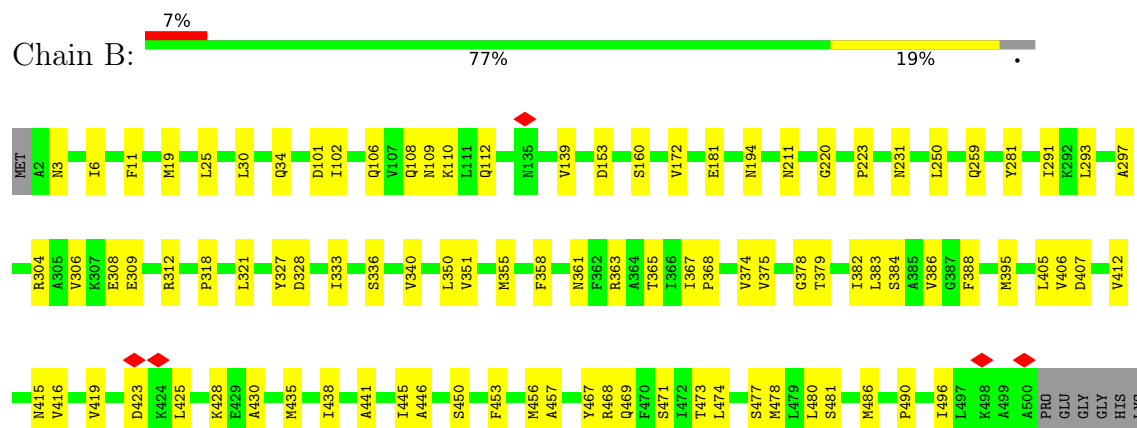 7%
Chain B:
77% 19% •
MET A2 N3 I6 F11 M19 L25 L30 Q34 D101 I102 Q106 V107 Q108 N109 K110 L111 Q112 N135 V139 D153 S160 V172 E181 N194 N211 G220 P223 N231 L250 Q259 Y281 I291 K292 L293 A297
R304 A305 V306 K307 E308 E309 R312 P318 L321 Y327 D328 I333 S336 V340 L350 V351 M355 F358 N361 F362 R363 A364 T365 I366 I367 P368 V374 V375 G378 T379 I382 L383 S384 A385 V386 G387 F388 M395 L405 V406 D407 V412
N415 V416 V419 D423 K424 L425 K428 E429 A430 M435 I438 A441 I445 A446 S450 F453 M456 A457 Y467 R468 Q469 F470 S471 I472 T473 L474 S477 M478 L479 L480 S481 M486 P490 I496 L497 K498 A499 A500 PRO GLU GLY GLY HIS